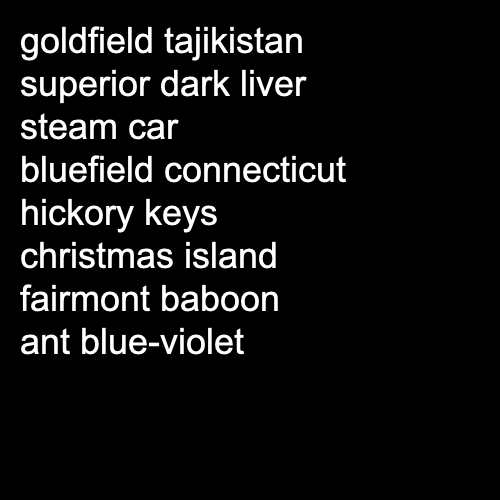 goldfield tajikistan
superior dark liver
steam car
bluefield connecticut
hickory keys
christmas island
fairmont baboon
ant blue-violet